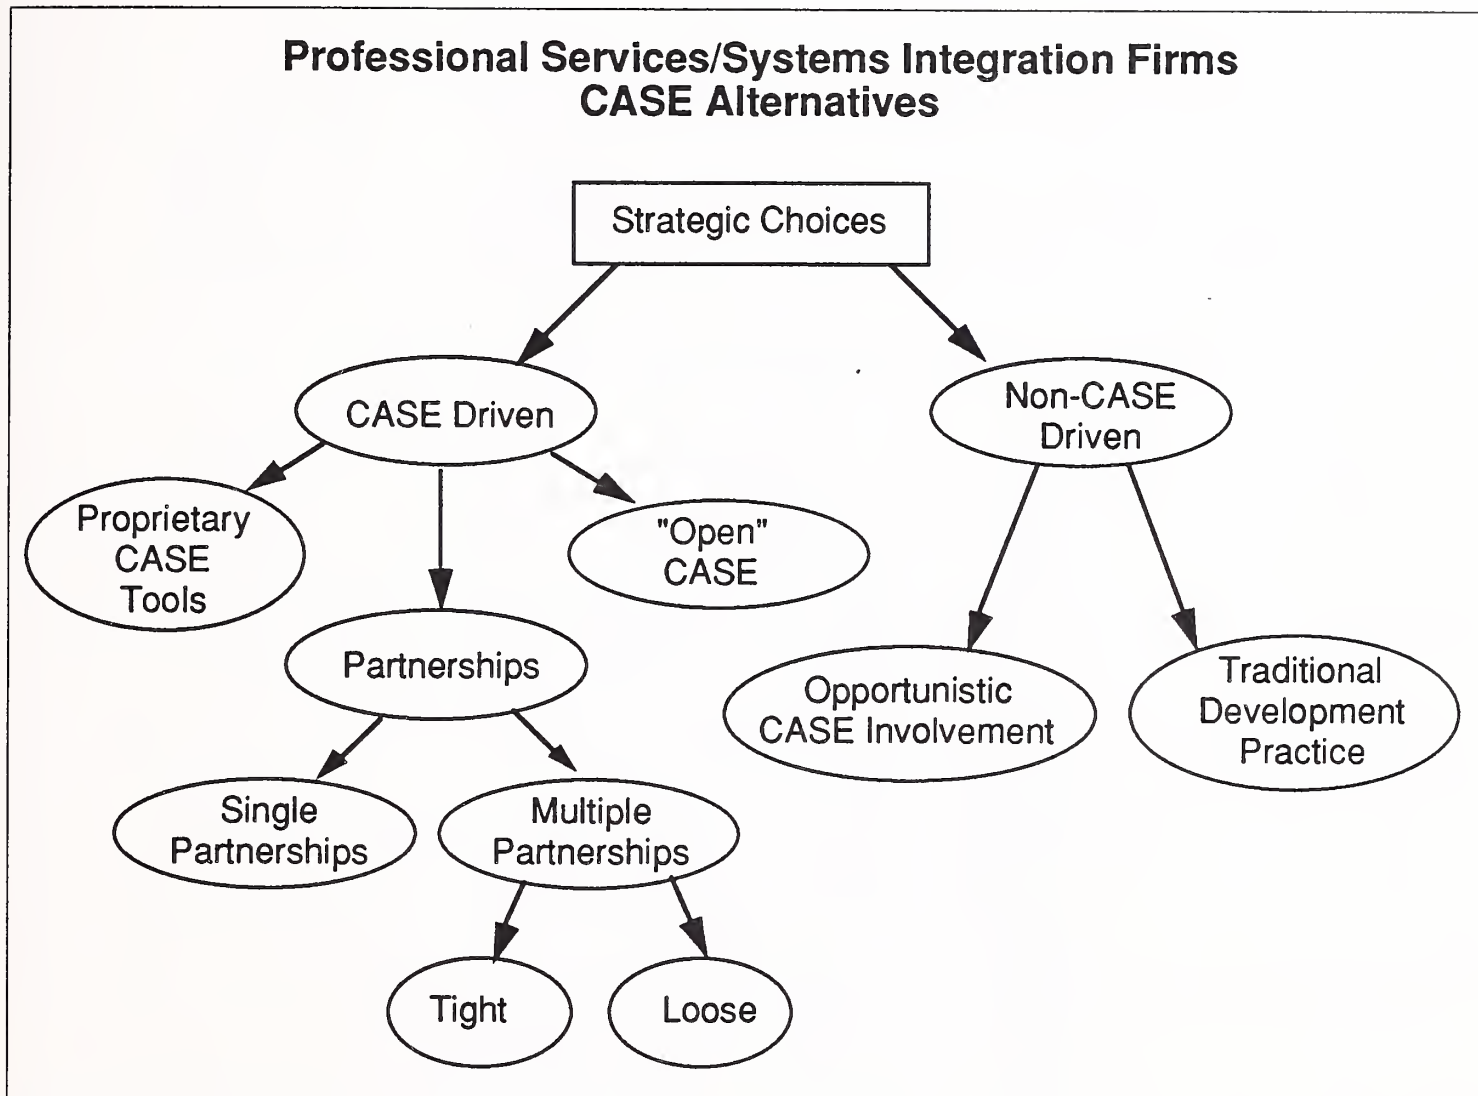 Professional Services/Systems Integration Firms
CASE Alternatives
Strategic Choices
CASE Driven
Non-CASE
Driven
Proprietary
CASE
Tools
"Open"
CASE
Partnerships
Opportunistic
CASE Involvement
Traditional
Development
Practice
Single
Partnerships
Multiple
Partnerships
Tight
Loose